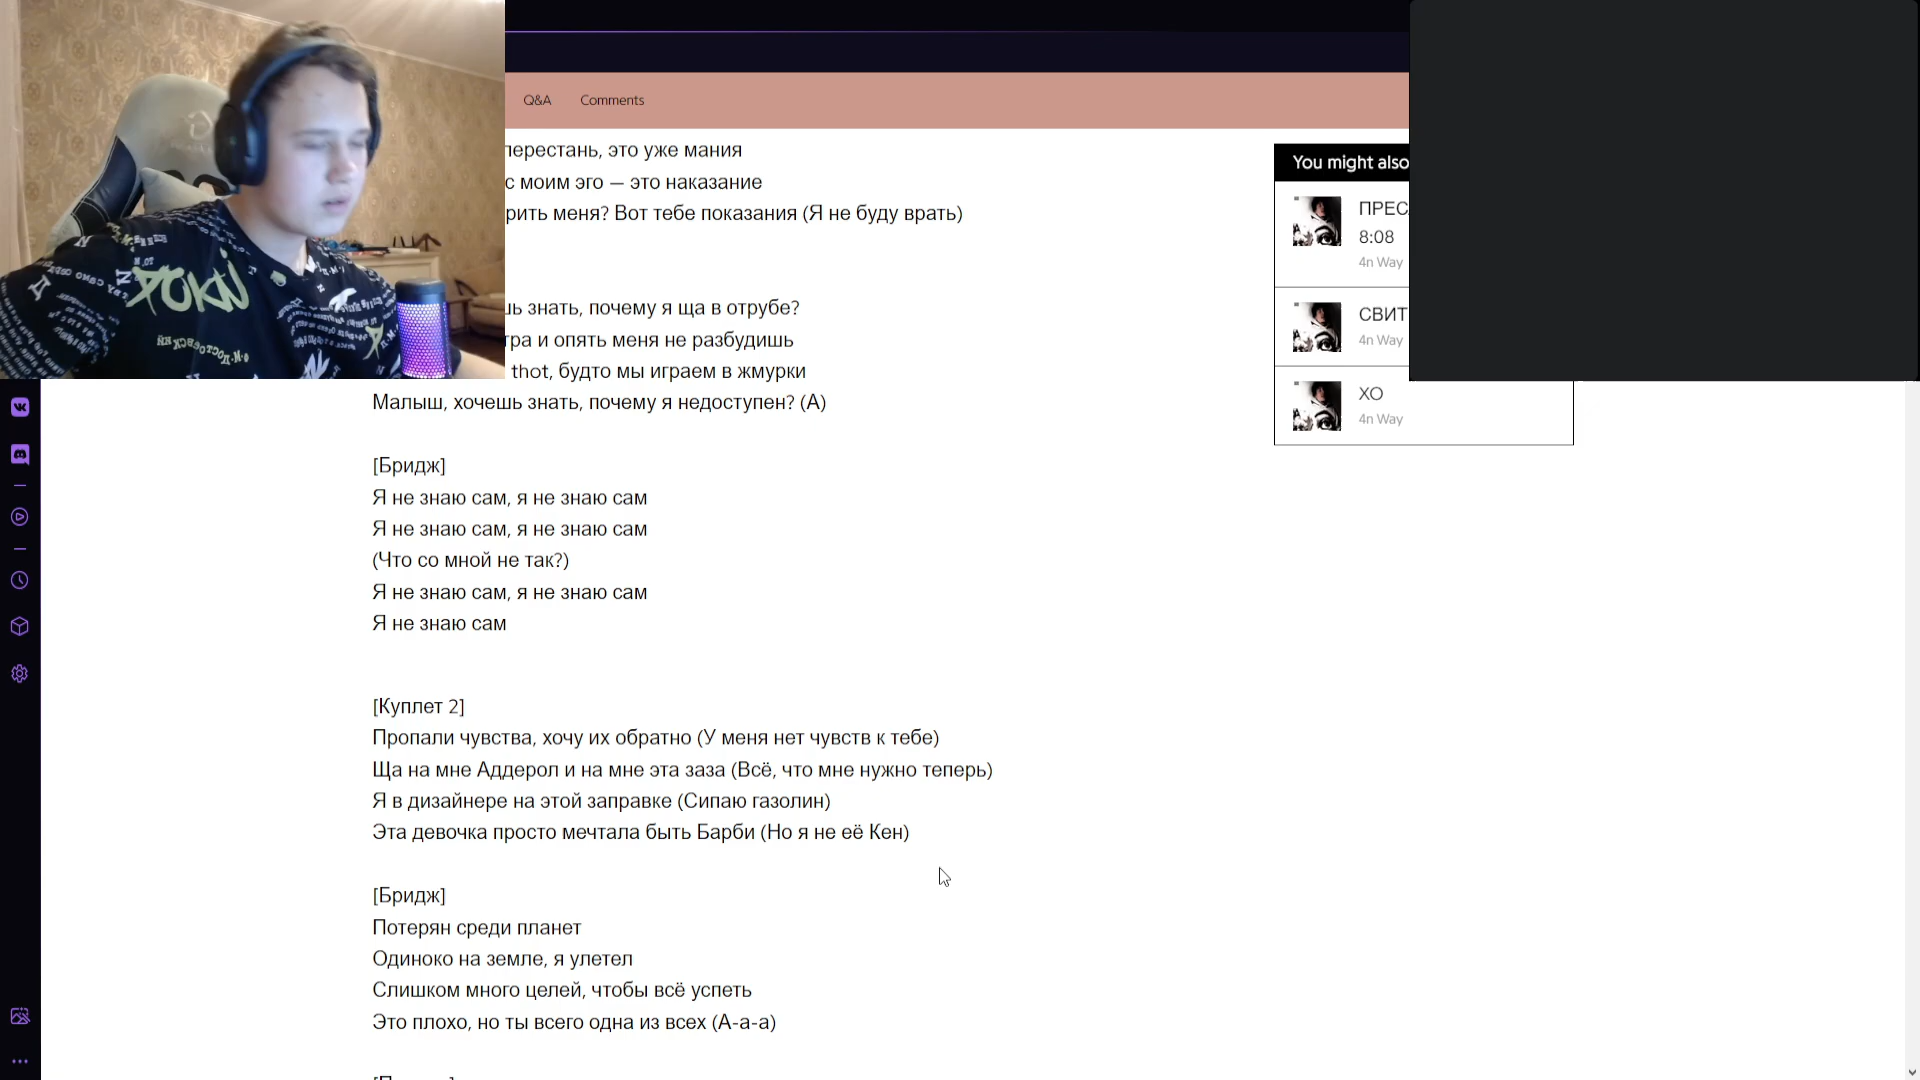 Q&A Comments
перестань, это уже мания
с моим эго — это наказание
рить меня? Вот тебе показания (Я не буду врать)
знать, почему я ща в отрубе?
и опять меня не разбудишь
thot, будто мы играем в жмурки
Малыш, хочешь знать, почему я недоступен? (А)
[Бридж]
Я не знаю сам, я не знаю сам
Я не знаю сам, я не знаю сам
(Что со мной не так?)
Я не знаю сам, я не знаю сам
Я не знаю сам
[Куплет 2]
Пропали чувства, хочу их обратно (У меня нет чувств к тебе)
Ща на мне Аддерол и на мне эта заза (Всё, что мне нужно теперь)
Я в дизайнере на этой заправке (Сипаю газолин)
Эта девочка просто мечтала быть Барби (Но я не её Кен)
[Бридж]
Потерян среди планет
Одиноко на земле, я улетел
Слишком много целей, чтобы всё успеть
Это плохо, но ты всего одна из всех (А-а-а)
You might also
ПРЕС
8:08
4n Way
СВИТ
4n Way
ХО
4n Way
Ф.М.Достоевский